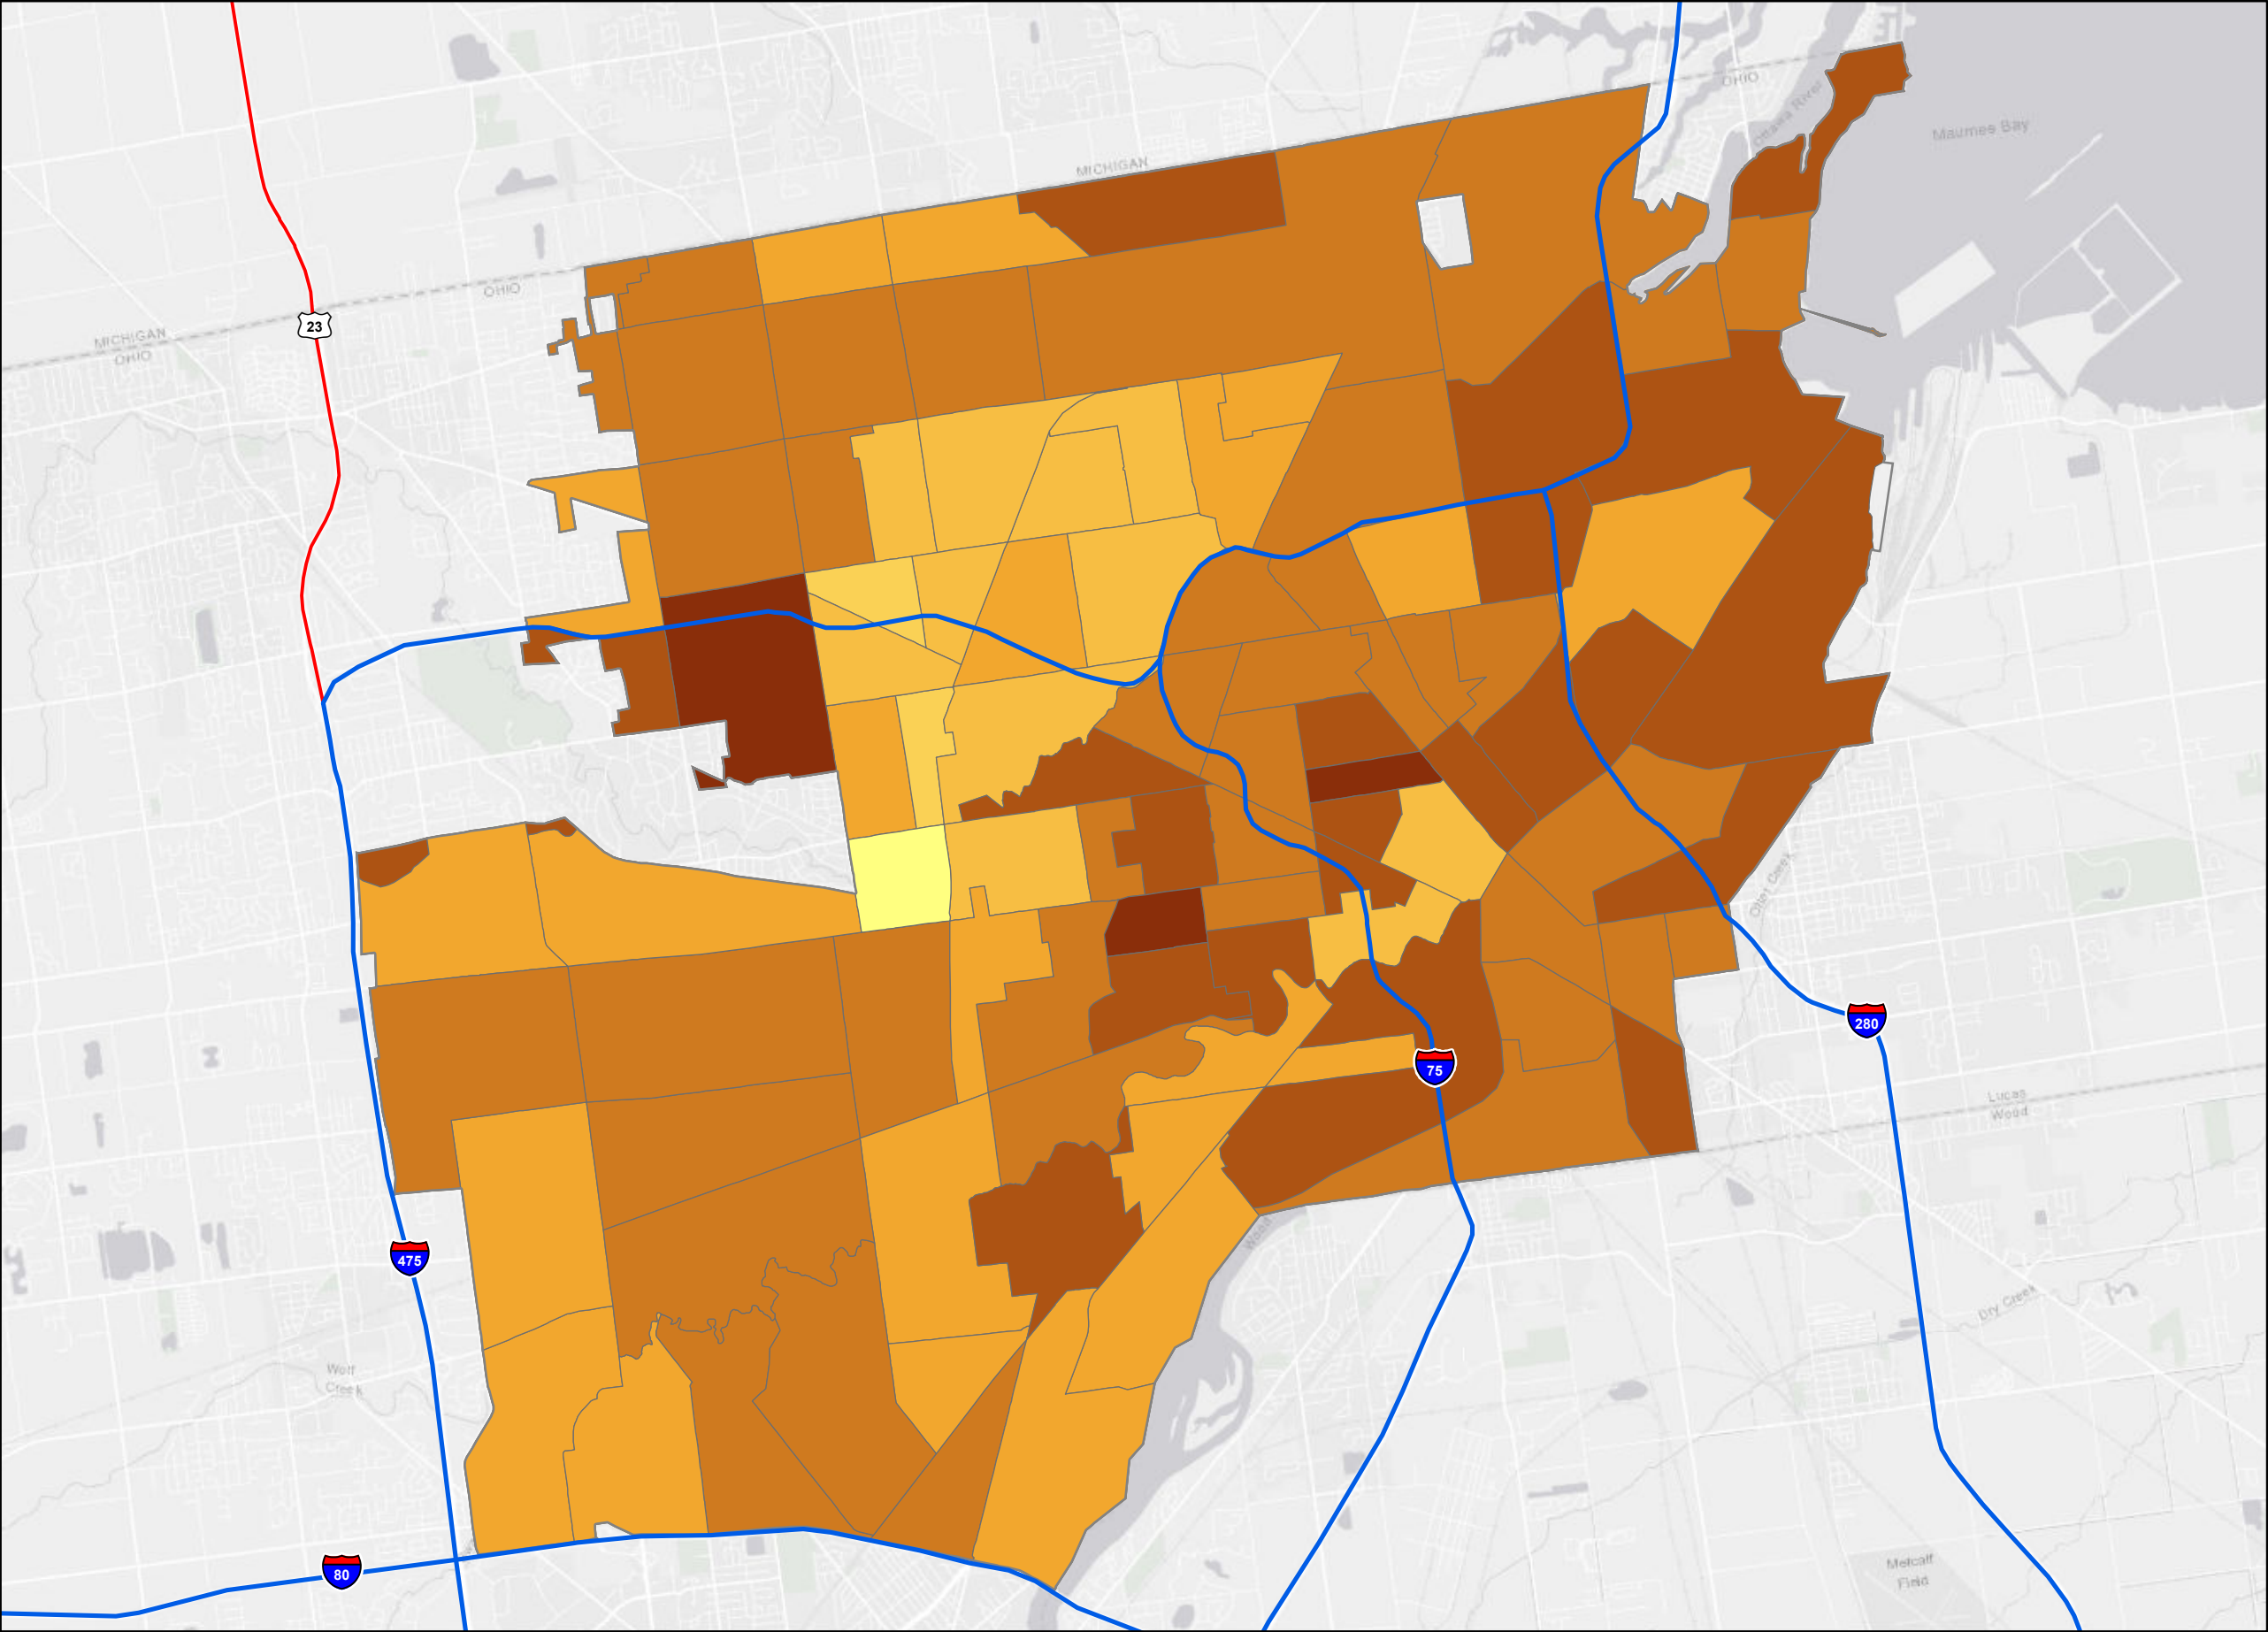 OHIO
Ottawa River
Maumee Bay
MICHIGAN
OHIO
23
MICHIGAN
OHIO
Otter Creek
280
75
Lucas
Wood
475
Dry Creek
Wolf
Creek
80
Metcalf
Field